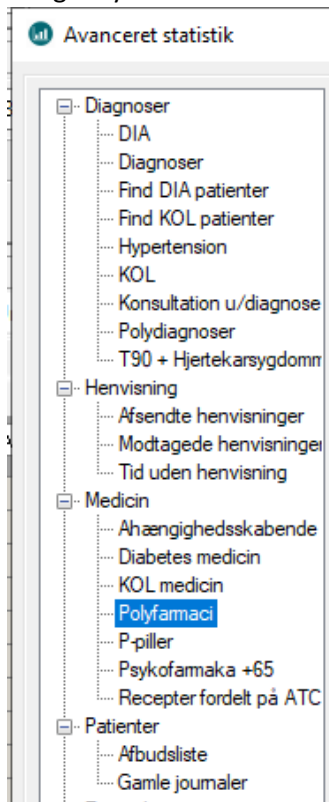 Avanceret statistik
Diagnoser
DIA
Diagnoser
Find DIA patienter
Find KOL patienter
Hypertension
KOL
Konsultation u/diagnose
Polydiagnoser
T90 + Hjertekarsygdomm
Henvisning
Afsendte henvisninger
Modtagede henvisninger
Tid uden henvisning
Medicin
Ahængighedsskabende
Diabetes medicin
KOL medicin
Polyfarmaci
P-piller
Psykofarmaka +65
Recepter fordelt på ATC
Patienter
Afbudsliste
Gamle journaler